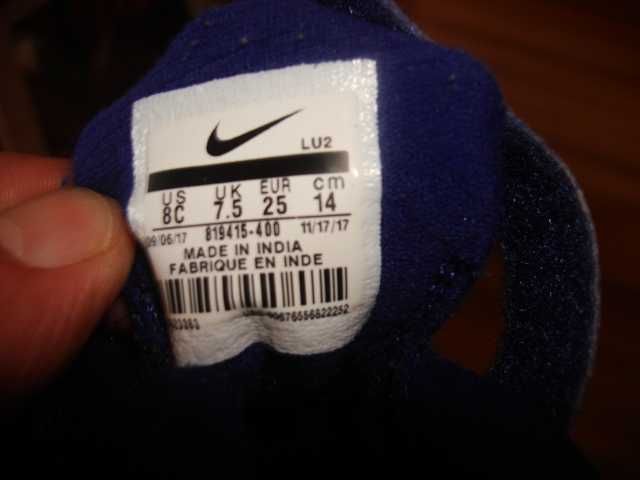 LU2
US UK EUR cm
8C 7.5 25 14
09/06/17 819415-400 11/17/17
MADE IN INDIA
FABRIQUE EN INDE